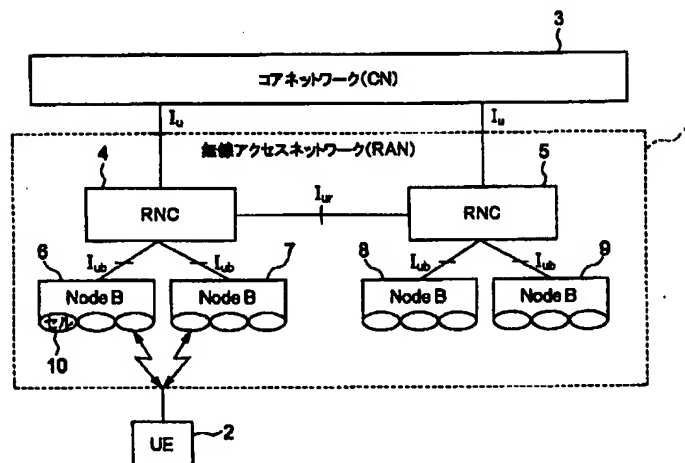 3
コアネットワーク(CN)
Iu
Iu
無線アクセスネットワーク(RAN)
4
5
RNC
Iur
RNC
6
Iub
Iub
7
8
Iub
Iub
9
Node B
Node B
Node B
Node B
セル
10
UE
2